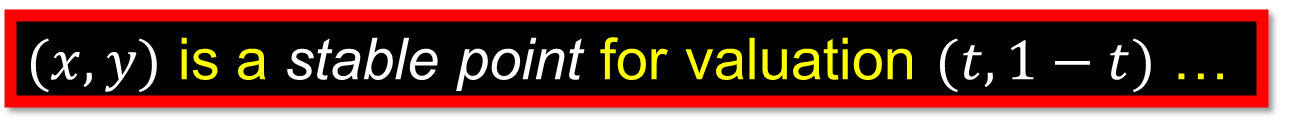 (𝑥, 𝑦) is a stable point for valuation (𝑡, 1 − 𝑡) …